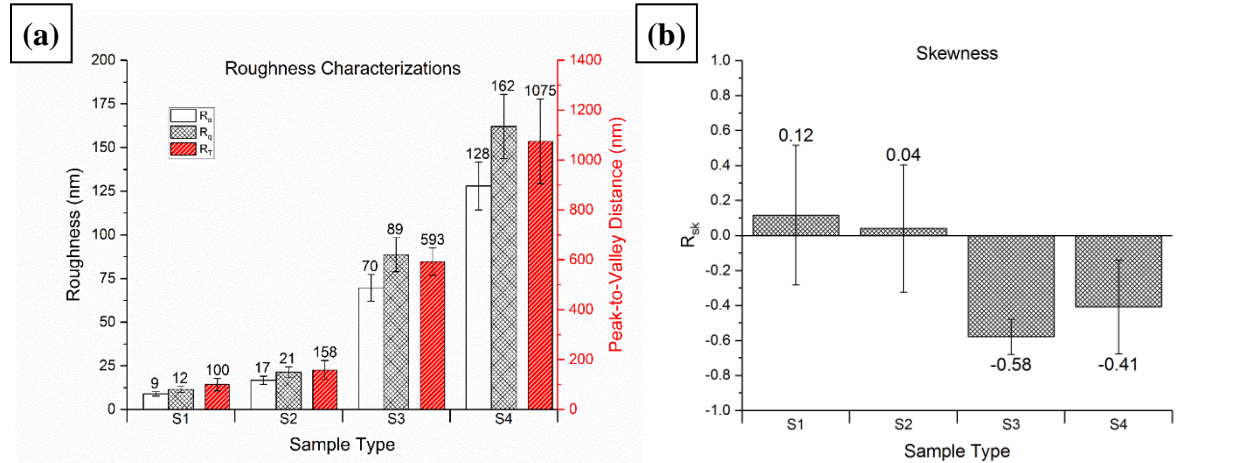 (a)
Roughness Characterizations
Rₐ
R_q
R_T
200
175
150
125
100
75
50
25
0
Roughness (nm)
1400
1200
1000
800
600
400
200
0
Peak-to-Valley Distance (nm)
9
12
100
17
21
158
70
89
593
128
162
1075
S1
S2
S3
S4
Sample Type
(b)
Skewness
1.0
0.8
0.6
0.4
0.2
0.0
-0.2
-0.4
-0.6
-0.8
-1.0
R_sk
0.12
0.04
-0.58
-0.41
S1
S2
S3
S4
Sample Type